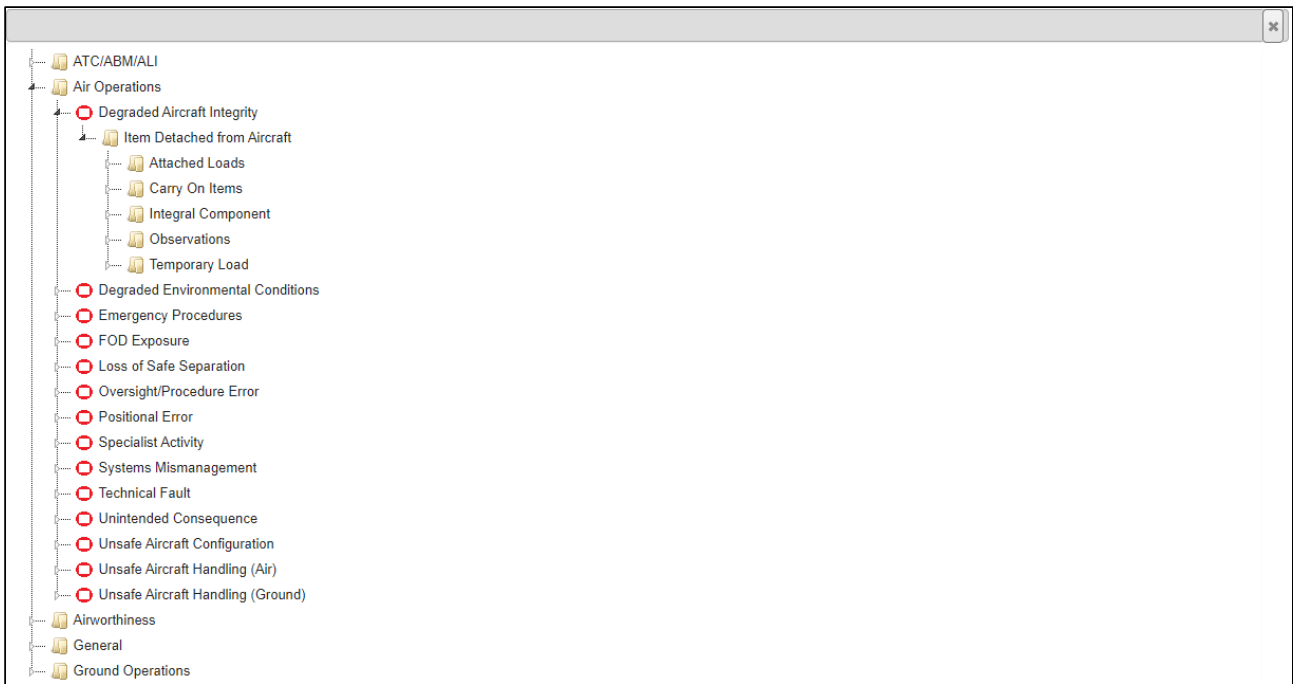 ATC/ABM/ALI
Air Operations
Degraded Aircraft Integrity
Item Detached from Aircraft
Attached Loads
Carry On Items
Integral Component
Observations
Temporary Load
Degraded Environmental Conditions
Emergency Procedures
FOD Exposure
Loss of Safe Separation
Oversight/Procedure Error
Positional Error
Specialist Activity
Systems Mismanagement
Technical Fault
Unintended Consequence
Unsafe Aircraft Configuration
Unsafe Aircraft Handling (Air)
Unsafe Aircraft Handling (Ground)
Airworthiness
General
Ground Operations